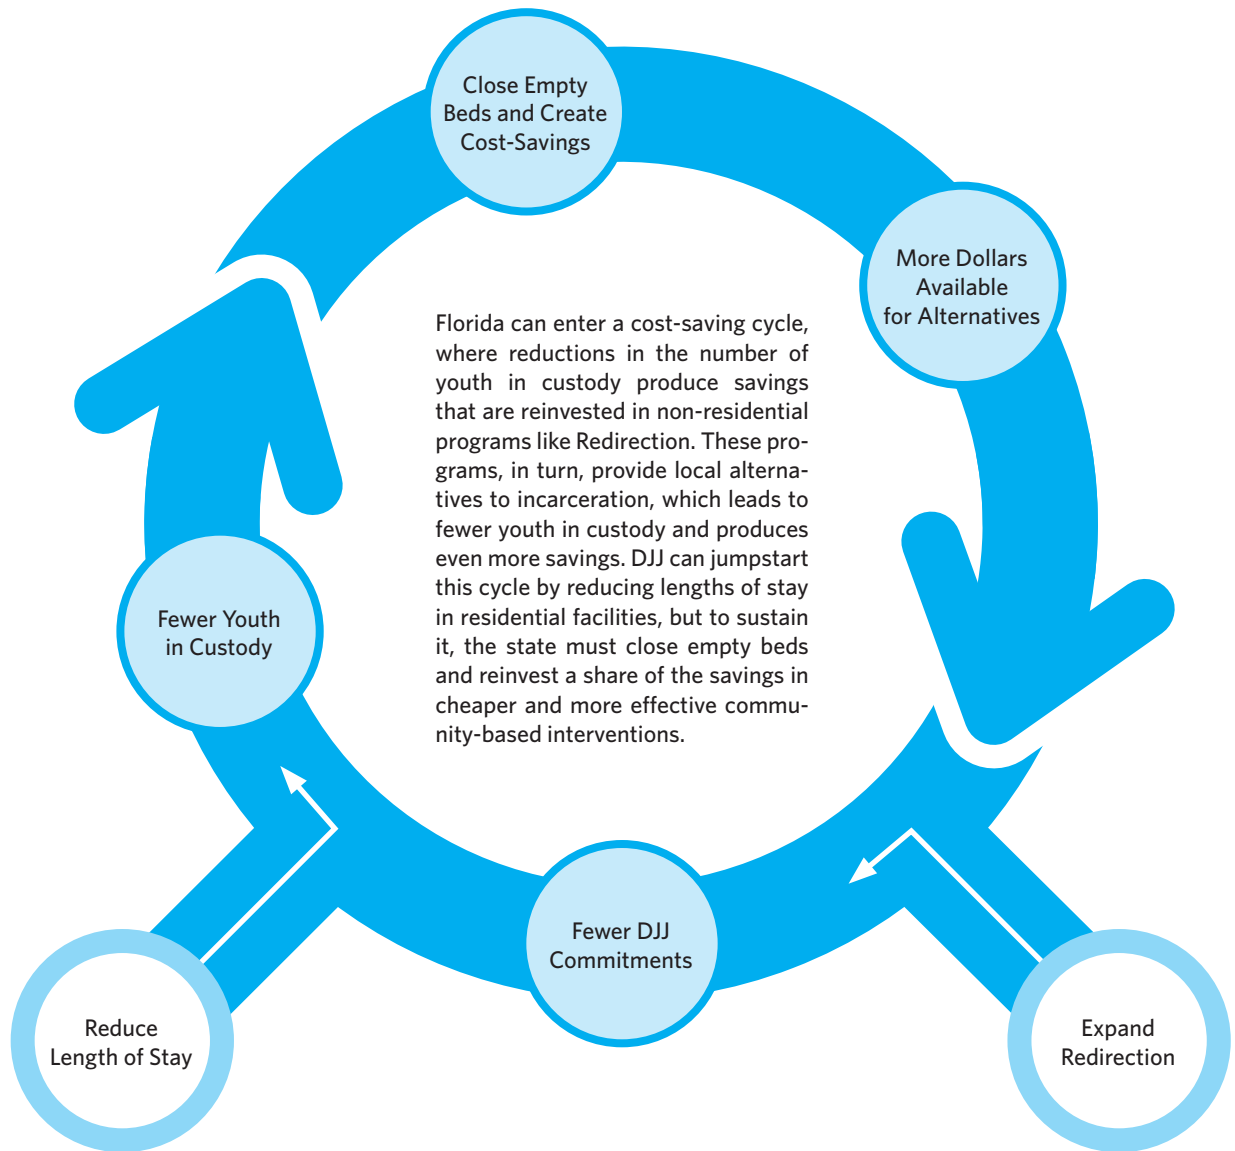 Close Empty
Beds and Create
Cost-Savings
More Dollars
Available
for Alternatives
Florida can enter a cost-saving cycle,
where reductions in the number of
youth in custody produce savings
that are reinvested in non-residential
programs like Redirection. These pro-
grams, in turn, provide local alterna-
tives to incarceration, which leads to
fewer youth in custody and produces
even more savings. DJJ can jumpstart
this cycle by reducing lengths of stay
in residential facilities, but to sustain
it, the state must close empty beds
and reinvest a share of the savings in
cheaper and more effective commu-
nity-based interventions.
Fewer Youth
in Custody
Fewer DJJ
Commitments
Reduce
Length of Stay
Expand
Redirection